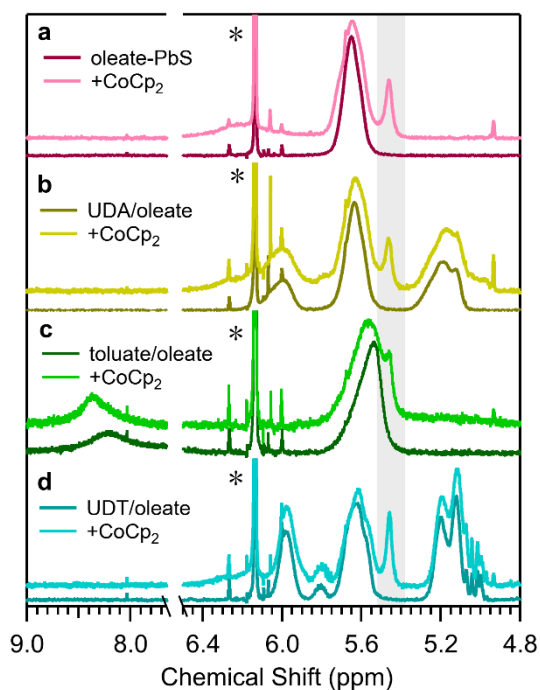 a
*
oleate-PbS
+CoCp₂
b
*
UDA/oleate
+CoCp₂
c
*
toluate/oleate
+CoCp₂
d
*
UDT/oleate
+CoCp₂
9.0 8.0 6.4 6.0 5.6 5.2 4.8
Chemical Shift (ppm)